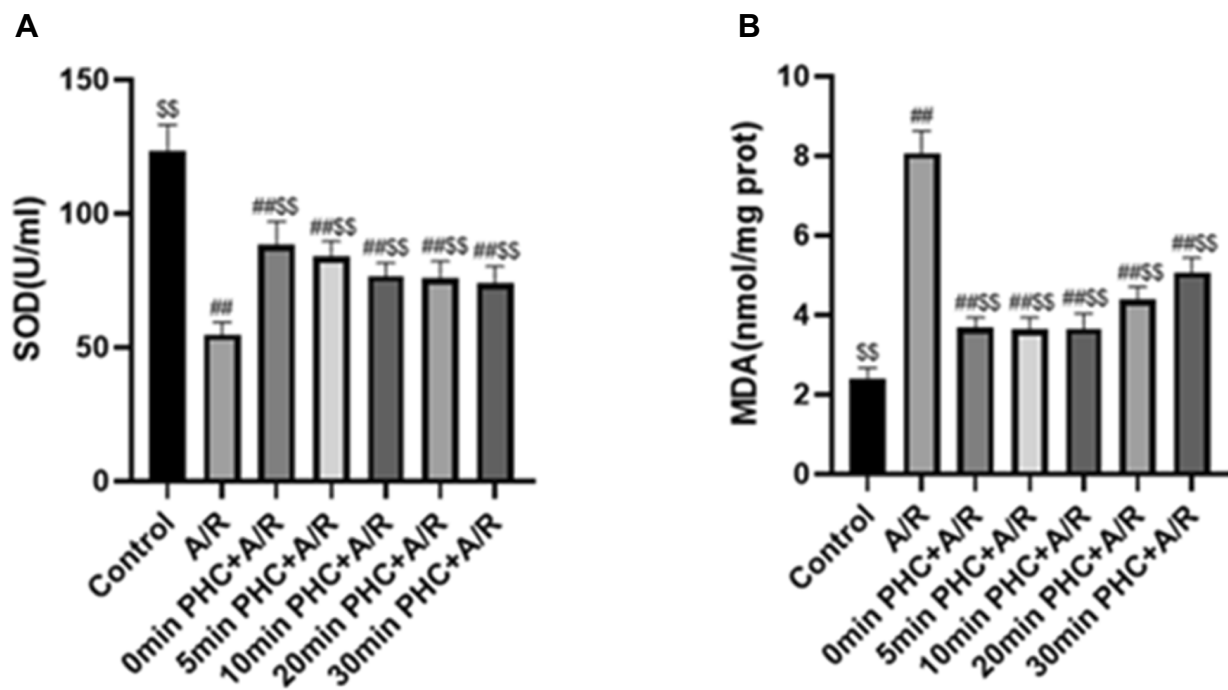 A
SOD(U/ml)
150
100
50
0
$$
##
##$$
##$$
##$$
##$$
##$$
Control
A/R
0min PHC+A/R
5min PHC+A/R
10min PHC+A/R
20min PHC+A/R
30min PHC+A/R
B
MDA(nmol/mg prot)
10
8
6
4
2
0
$$
##
##$$
##$$
##$$
##$$
##$$
Control
A/R
0min PHC+A/R
5min PHC+A/R
10min PHC+A/R
20min PHC+A/R
30min PHC+A/R